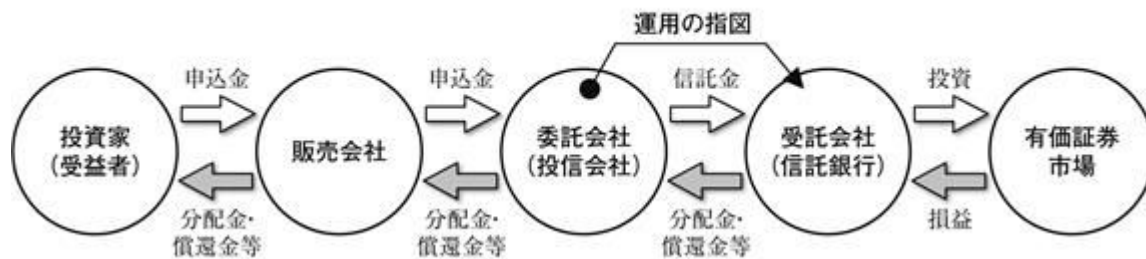 運用の指図
申込金
申込金
信託金
投資
投資家
(受益者)
販売会社
委託会社
(投信会社)
受託会社
(信託銀行)
有価証券
市場
分配金・
償還金等
分配金・
償還金等
分配金・
償還金等
損益